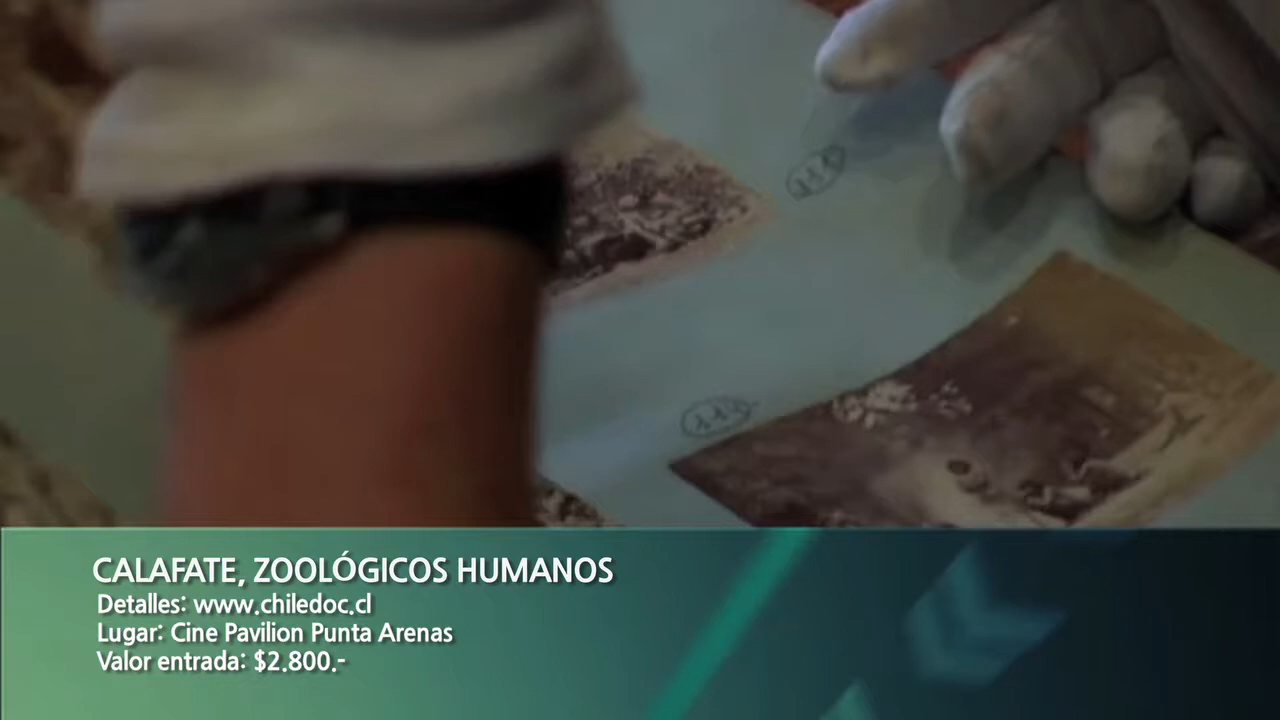 CALAFATE, ZOOLÓGICOS HUMANOS
Detalles: www.chiledoc.cl
Lugar: Cine Pavilion Punta Arenas
Valor entrada: $2.800.-